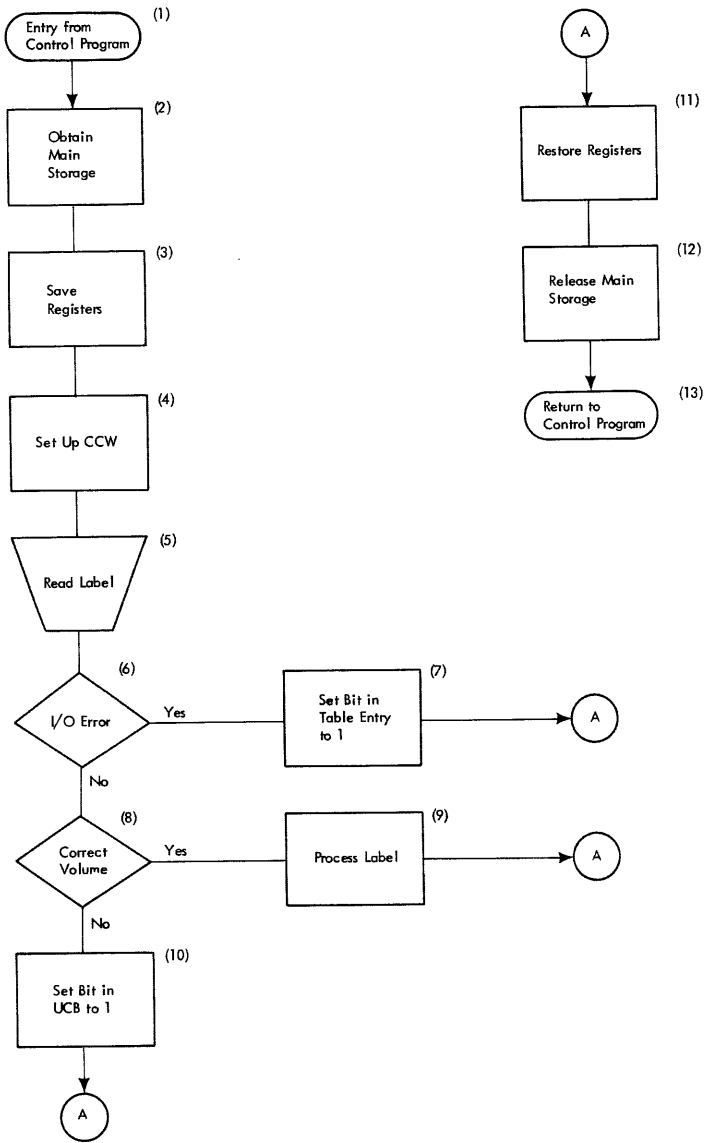 (1)
Entry from
Control Program
(2)
Obtain
Main
Storage
(3)
Save
Registers
(4)
Set Up CCW
(5)
Read Label
(6)
I/O Error
Yes
(7)
Set Bit in
Table Entry
to 1
A
No
(8)
Correct
Volume
Yes
(9)
Process Label
A
No
(10)
Set Bit in
UCB to 1
A
A
(11)
Restore Registers
(12)
Release Main
Storage
(13)
Return to
Control Program